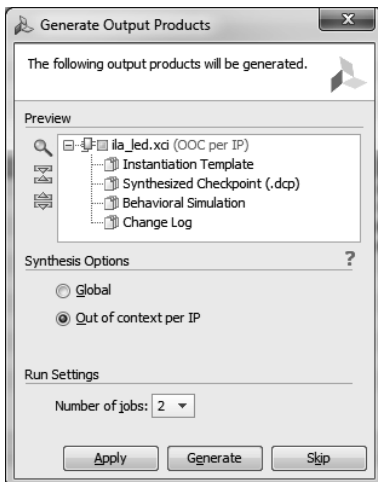 Generate Output Products
The following output products will be generated.
Preview
ila_led.xci (OOC per IP)
Instantiation Template
Synthesized Checkpoint (.dcp)
Behavioral Simulation
Change Log
Synthesis Options
?
Global
Out of context per IP
Run Settings
Number of jobs: 2
Apply Generate Skip